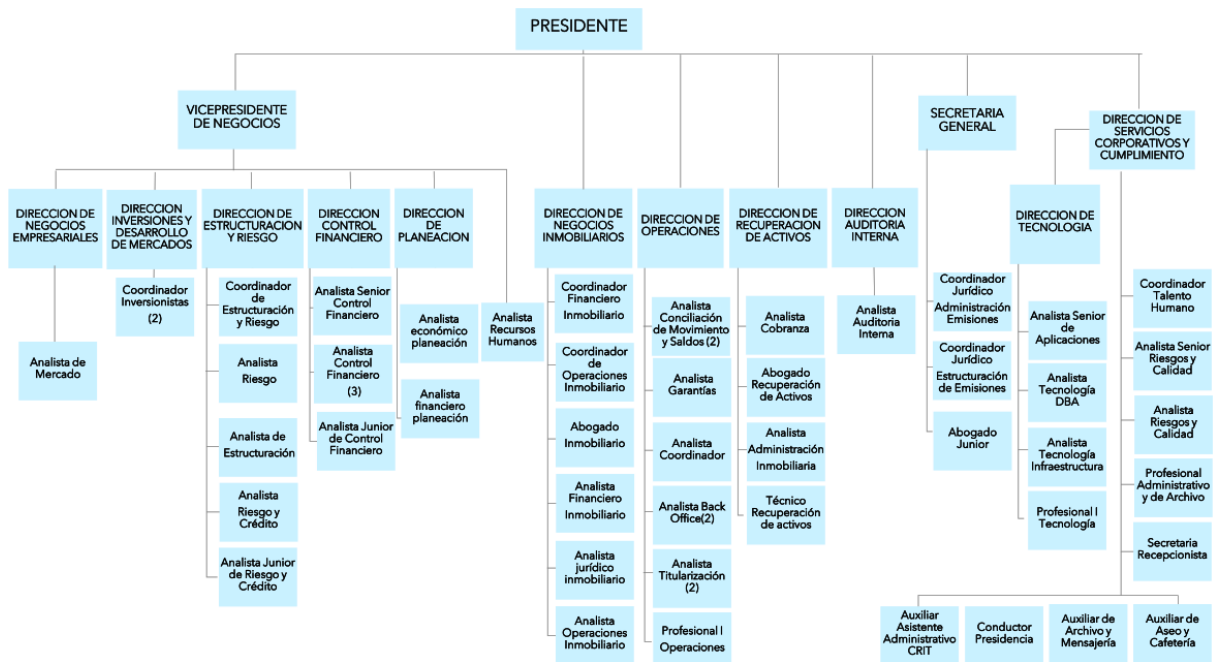 PRESIDENTE
VICEPRESIDENTE
DE NEGOCIOS
SECRETARIA
GENERAL
DIRECCION DE
SERVICIOS
CORPORATIVOS Y
CUMPLIMIENTO
DIRECCION DE
NEGOCIOS
EMPRESARIALES
DIRECCION
INVERSIONES Y
DESARROLLO
DE MERCADOS
DIRECCION DE
ESTRUCTURACION
Y RIESGO
DIRECCION
CONTROL
FINANCIERO
DIRECCION
DE
PLANEACION
DIRECCION DE
NEGOCIOS
INMOBILIARIOS
DIRECCION DE
OPERACIONES
DIRECCION DE
RECUPERACION
DE ACTIVOS
DIRECCION
AUDITORIA
INTERNA
DIRECCION DE
TECNOLOGIA
Analista de
Mercado
Coordinador
Inversionistas
(2)
Coordinador
de
Estructuración
y Riesgo
Analista
Riesgo
Analista de
Estructuración
Analista
Riesgo y
Crédito
Analista Junior
de Riesgo y
Crédito
Analista Senior
Control
Financiero
Analista
Control
Financiero
(3)
Analista Junior
de Control
Financiero
Analista
económico
planeación
Analista
financiero
planeación
Analista
Recursos
Humanos
Coordinador
Financiero
Inmobiliario
Coordinador
de
Operaciones
Inmobiliario
Abogado
Inmobiliario
Analista
Financiero
Inmobiliario
Analista
jurídico
inmobiliario
Analista
Operaciones
Inmobiliario
Analista
Conciliación
de Movimiento
y Saldos (2)
Analista
Garantías
Analista
Coordinador
Analista Back
Office(2)
Analista
Titularización
(2)
Profesional I
Operaciones
Analista
Cobranza
Abogado
Recuperación
de Activos
Analista
Administración
Inmobiliaria
Técnico
Recuperación
de activos
Analista
Auditoria
Interna
Coordinador
Jurídico
Administración
Emisiones
Coordinador
Jurídico
Estructuración
de Emisiones
Abogado
Junior
Analista Senior
de
Aplicaciones
Analista
Tecnología
DBA
Analista
Tecnología
Infraestructura
Profesional I
Tecnología
Coordinador
Talento
Humano
Analista Senior
Riesgos y
Calidad
Analista
Riesgos y
Calidad
Profesional
Administrativo
y de Archivo
Secretaria
Recepcionista
Auxiliar
Asistente
Administrativo
CRIT
Conductor
Presidencia
Auxiliar de
Archivo y
Mensajería
Auxiliar de
Aseo y
Cafetería